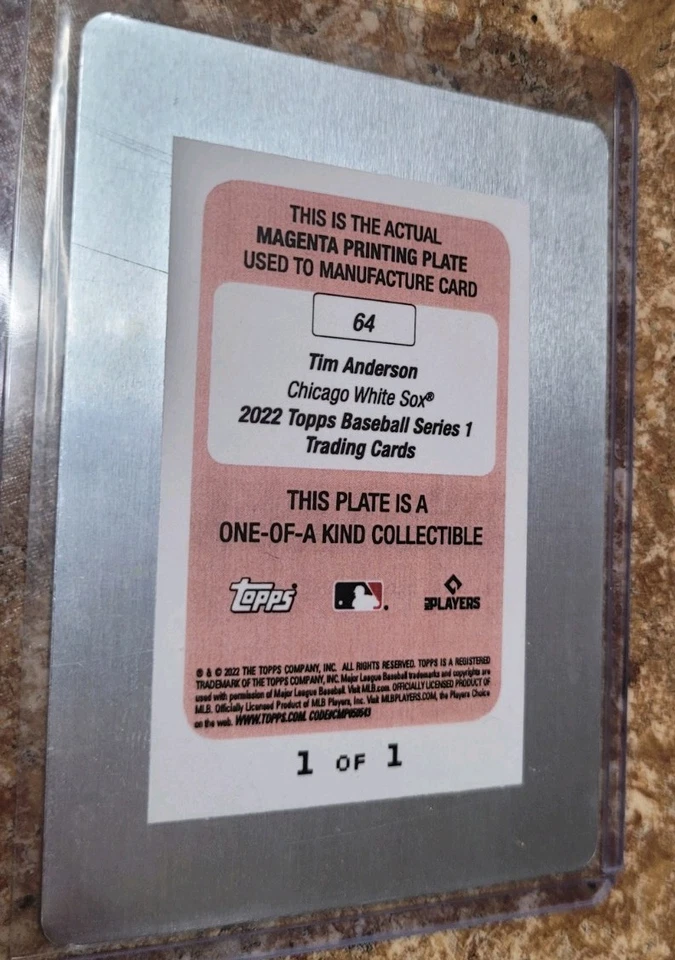 THIS IS THE ACTUAL
MAGENTA PRINTING PLATE
USED TO MANUFACTURE CARD
64
Tim Anderson
Chicago White Sox®
2022 Topps Baseball Series 1
Trading Cards
THIS PLATE IS A
ONE-OF-A KIND COLLECTIBLE
topps® ® MLB PLAYERS
® & © 2022 THE TOPPS COMPANY, INC. ALL RIGHTS RESERVED. TOPPS IS A REGISTERED
TRADEMARK OF THE TOPPS COMPANY, INC. Major League Baseball trademarks and copyrights are
used with permission of Major League Baseball. Visit MLB.com. OFFICIALLY LICENSED PRODUCT OF
MLB. Officially Licensed Product of MLB Players, Inc. Visit MLBPLAYERS.COM, the Players Choice
on the web. WWW.TOPPS.COM. CODE#CMP050543
1 OF 1